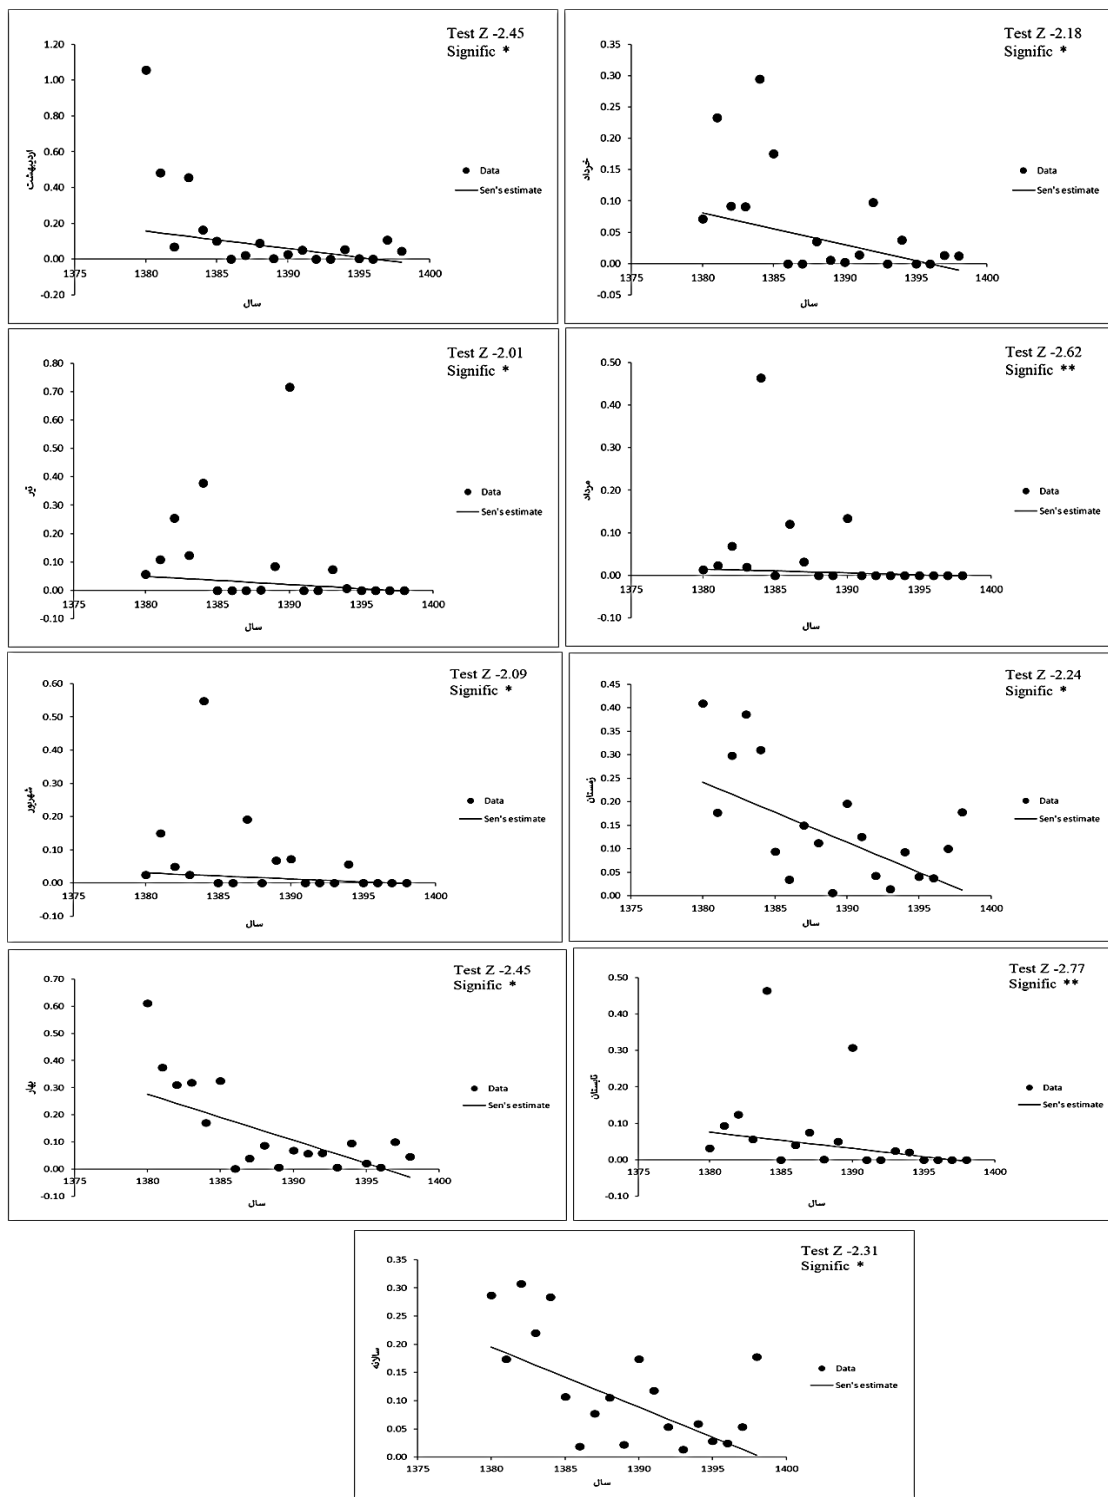 Test Z -2.45
Signific *
1.20
1.00
0.80
0.60
0.40
0.20
0.00
-0.20
1375
1380
1385
1390
1395
1400
اردیبهشت
سال
Data
Sen's estimate
Test Z -2.18
Signific *
0.35
0.30
0.25
0.20
0.15
0.10
0.05
0.00
-0.05
1375
1380
1385
1390
1395
1400
خرداد
سال
Data
Sen's estimate
Test Z -2.01
Signific *
0.80
0.70
0.60
0.50
0.40
0.30
0.20
0.10
0.00
-0.10
1375
1380
1385
1390
1395
1400
تیر
سال
Data
Sen's estimate
Test Z -2.62
Signific **
0.50
0.40
0.30
0.20
0.10
0.00
-0.10
1375
1380
1385
1390
1395
1400
مرداد
سال
Data
Sen's estimate
Test Z -2.09
Signific *
0.60
0.50
0.40
0.30
0.20
0.10
0.00
-0.10
1375
1380
1385
1390
1395
1400
شهریور
سال
Data
Sen's estimate
Test Z -2.24
Signific *
0.45
0.40
0.35
0.30
0.25
0.20
0.15
0.10
0.05
0.00
1375
1380
1385
1390
1395
1400
زمستان
سال
Data
Sen's estimate
Test Z -2.45
Signific *
0.70
0.60
0.50
0.40
0.30
0.20
0.10
0.00
-0.10
1375
1380
1385
1390
1395
1400
بهار
سال
Data
Sen's estimate
Test Z -2.77
Signific **
0.50
0.40
0.30
0.20
0.10
0.00
-0.10
1375
1380
1385
1390
1395
1400
تابستان
سال
Data
Sen's estimate
Test Z -2.31
Signific *
0.35
0.30
0.25
0.20
0.15
0.10
0.05
0.00
1375
1380
1385
1390
1395
1400
سالانه
سال
Data
Sen's estimate